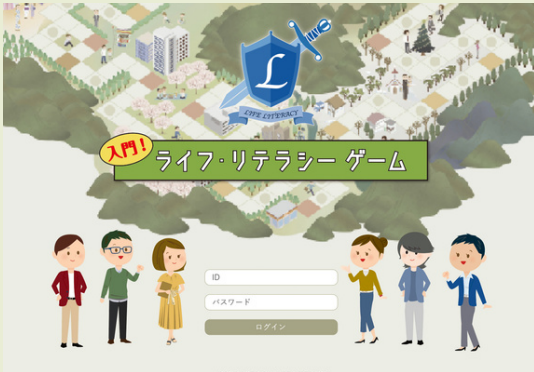 L
LIFE LITERACY
入門!
ライフ・リテラシー ゲーム
ID
パスワード
ログイン